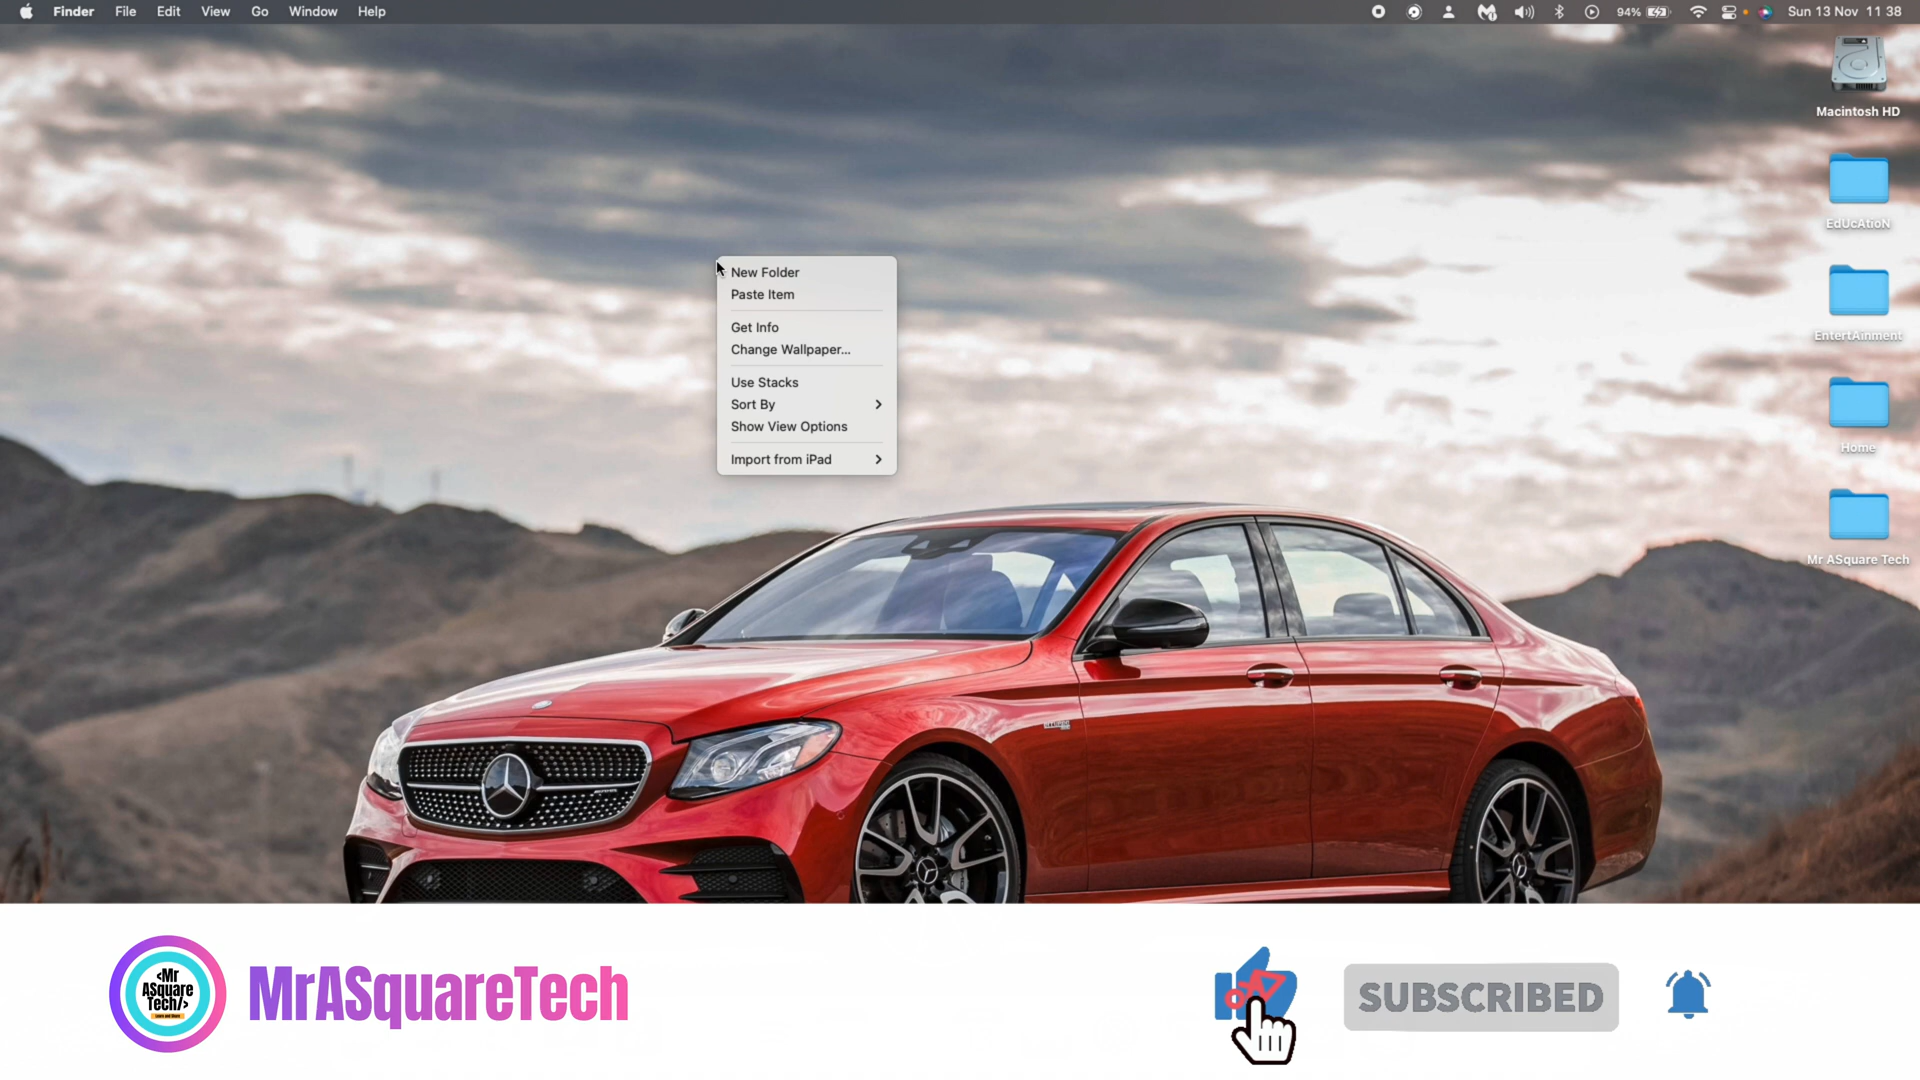 Finder File Edit View Go Window Help
94% Sun 13 Nov 11 38
Macintosh HD
EdUcAtioN
EntertAinment
Home
Mr ASquare Tech
New Folder
Paste Item
Get Info
Change Wallpaper...
Use Stacks
Sort By
Show View Options
Import from iPad
<Mr
ASquare
Tech/>
MrASquareTech
SUBSCRIBED